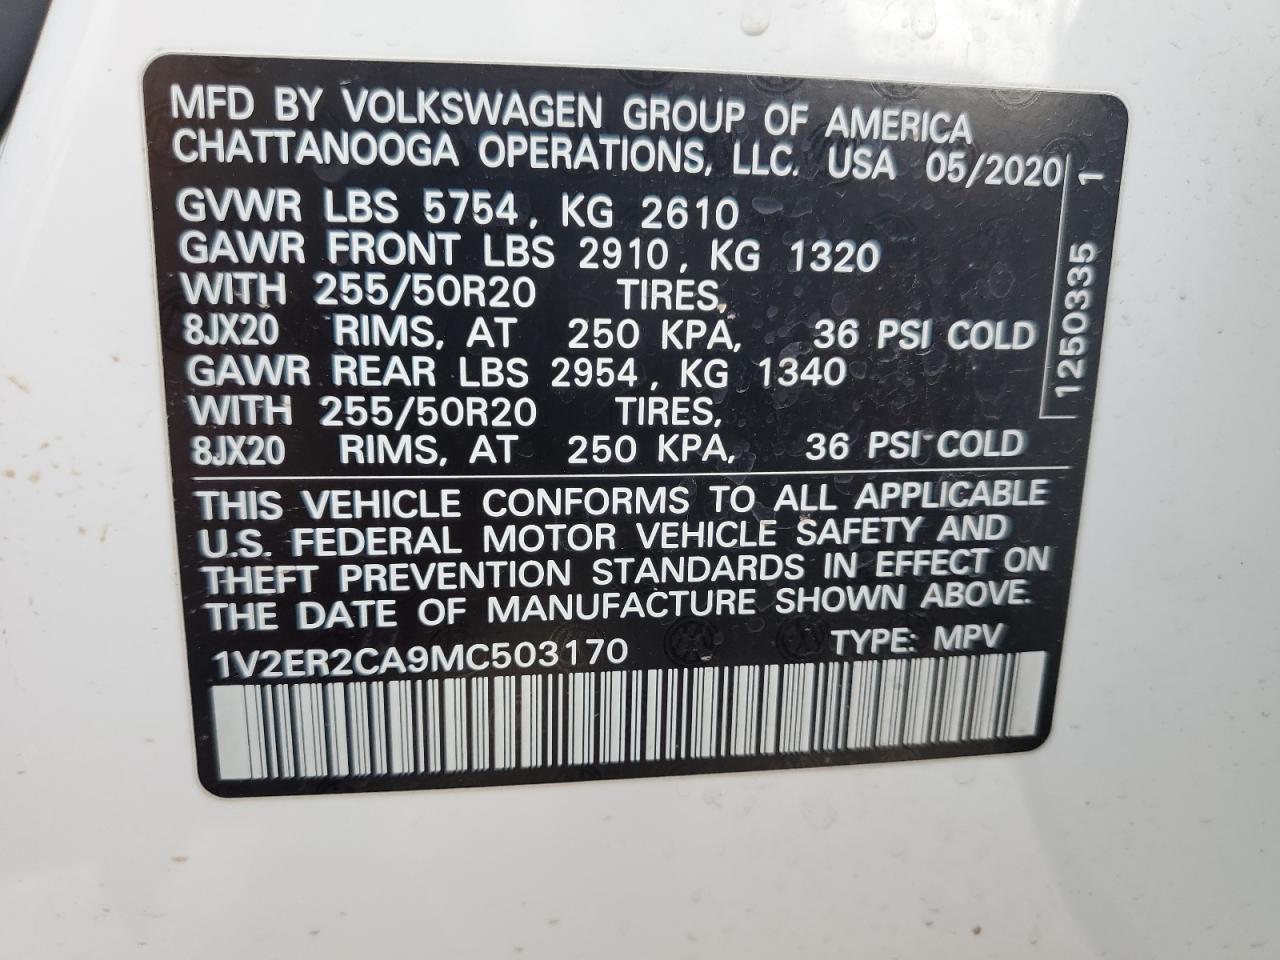 MFD BY VOLKSWAGEN GROUP OF AMERICA
CHATTANOOGA OPERATIONS, LLC. USA 05/2020
GVWR LBS 5754, KG 2610
GAWR FRONT LBS 2910, KG 1320
WITH 255/50R20 TIRES,
8JX20 RIMS, AT 250 KPA, 36 PSI COLD
GAWR REAR LBS 2954, KG 1340
WITH 255/50R20 TIRES,
8JX20 RIMS, AT 250 KPA, 36 PSI COLD
1250335 1
THIS VEHICLE CONFORMS TO ALL APPLICABLE
U.S. FEDERAL MOTOR VEHICLE SAFETY AND
THEFT PREVENTION STANDARDS IN EFFECT ON
THE DATE OF MANUFACTURE SHOWN ABOVE.
1V2ER2CA9MC503170 TYPE: MPV